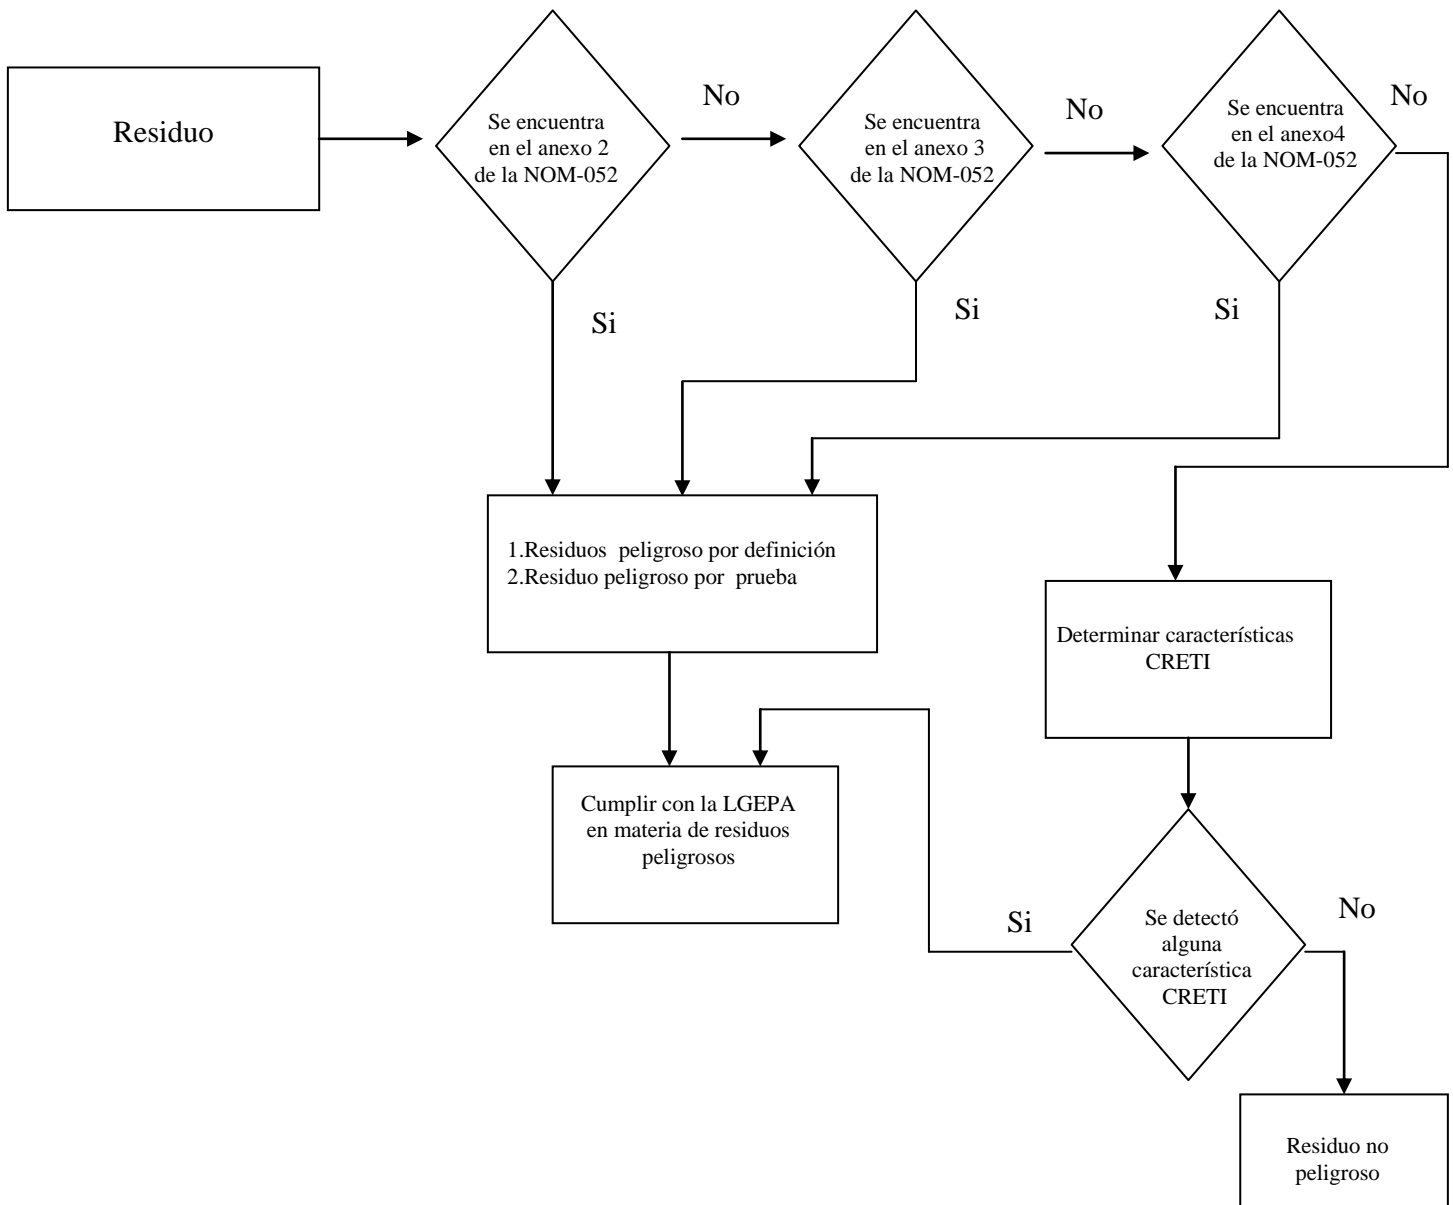 Residuo
Se encuentra
en el anexo 2
de la NOM-052
No
Se encuentra
en el anexo 3
de la NOM-052
No
Se encuentra
en el anexo4
de la NOM-052
No
Si
Si
Si
1.Residuos peligroso por definición
2.Residuo peligroso por prueba
Determinar características
CRETI
Cumplir con la LGEPA
en materia de residuos
peligrosos
Si
Se detectó
alguna
característica
CRETI
No
Residuo no
peligroso